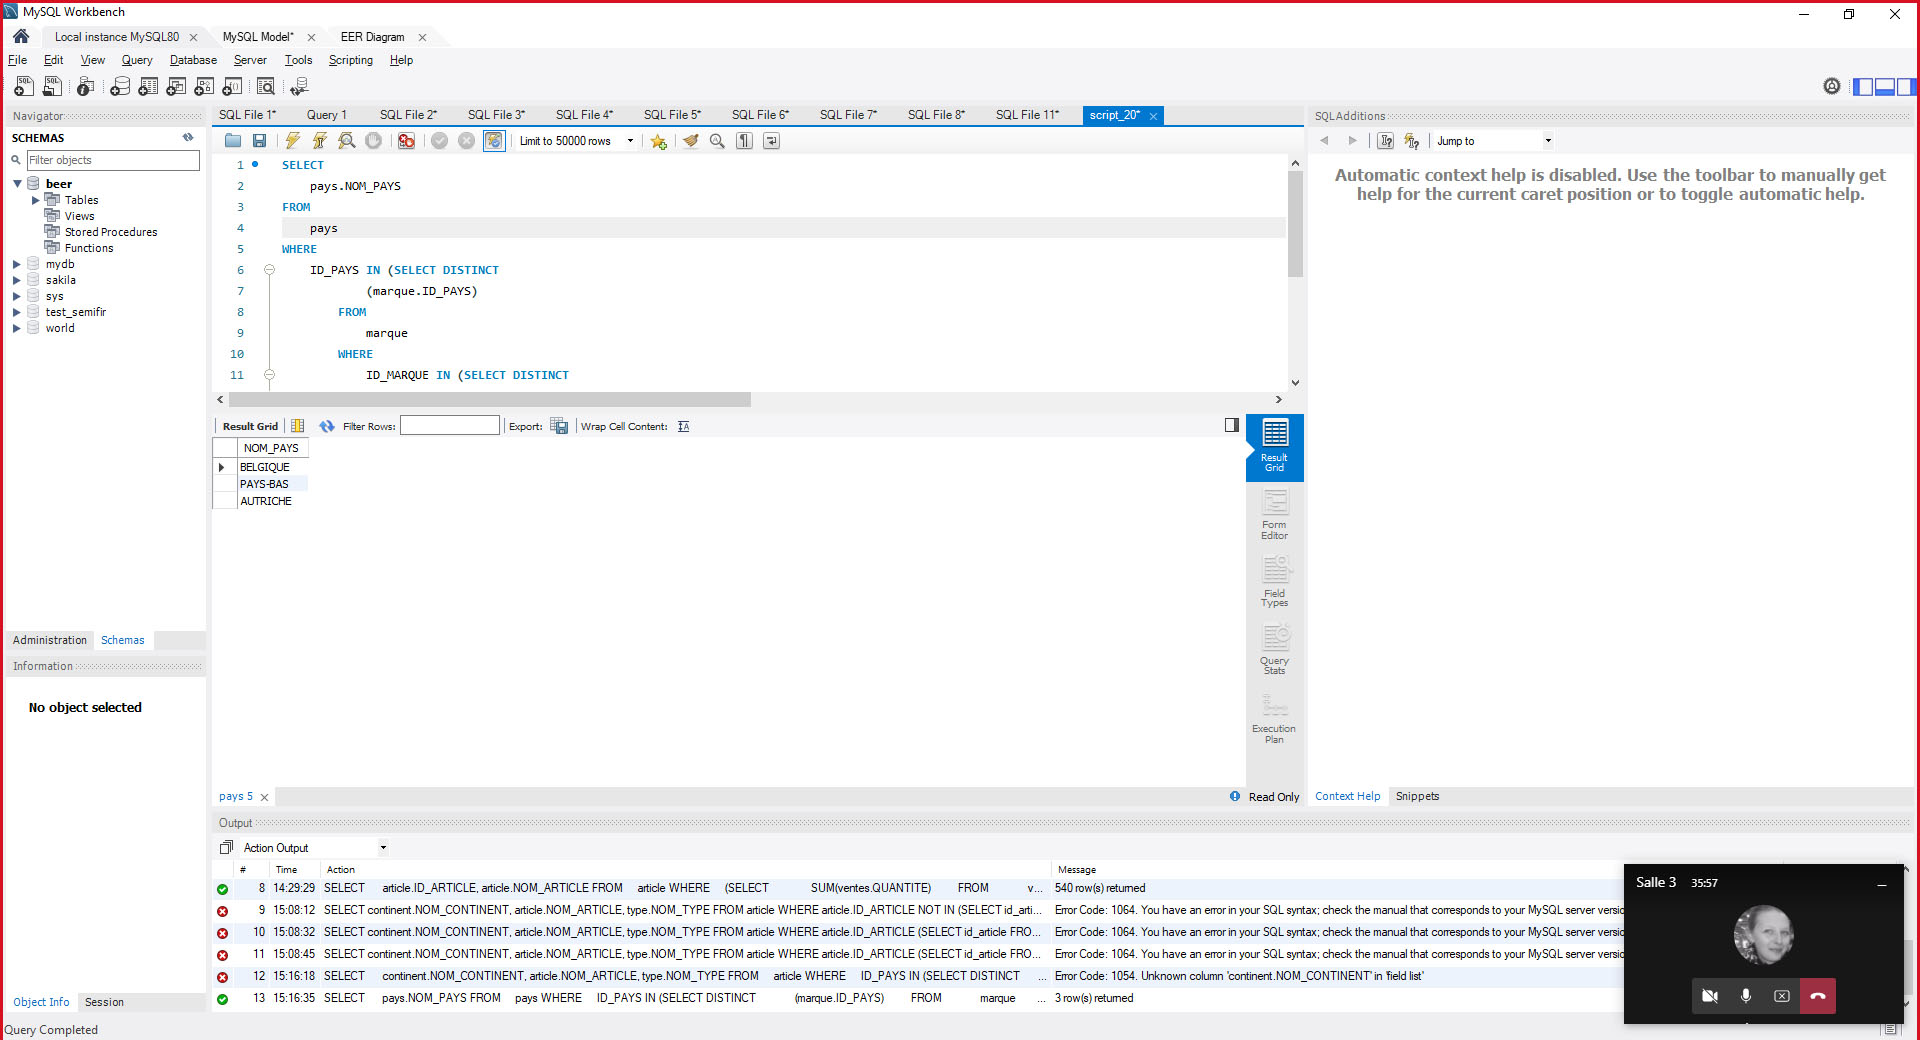 MySQL Workbench
Local instance MySQL80 MySQL Model* EER Diagram
File Edit View Query Database Server Tools Scripting Help
Navigator
SCHEMAS
Filter objects
beer
Tables
Views
Stored Procedures
Functions
mydb
sakila
sys
test_semifir
world
Administration Schemas
Information
No object selected
Object Info Session
Query Completed
SQL File 1* Query 1 SQL File 2* SQL File 3* SQL File 4* SQL File 5* SQL File 6* SQL File 7* SQL File 8* SQL File 11* script_20*
Limit to 50000 rows
1 SELECT
2 pays.NOM_PAYS
3 FROM
4 pays
5 WHERE
6 ID_PAYS IN (SELECT DISTINCT
7 (marque.ID_PAYS)
8 FROM
9 marque
10 WHERE
11 ID_MARQUE IN (SELECT DISTINCT
Result Grid Filter Rows: Export: Wrap Cell Content:
NOM_PAYS
BELGIQUE
PAYS-BAS
AUTRICHE
Result
Grid
Form
Editor
Field
Types
Query
Stats
Execution
Plan
pays 5 Read Only
SQLAdditions
Jump to
Automatic context help is disabled. Use the toolbar to manually get
help for the current caret position or to toggle automatic help.
Context Help Snippets
Output
Action Output
# Time Action Message
8 14:29:29 SELECT article.ID_ARTICLE, article.NOM_ARTICLE FROM article WHERE (SELECT SUM(ventes.QUANTITE) FROM v... 540 row(s) returned
9 15:08:12 SELECT continent.NOM_CONTINENT, article.NOM_ARTICLE, type.NOM_TYPE FROM article WHERE article.ID_ARTICLE NOT IN (SELECT id_arti... Error Code: 1064. You have an error in your SQL syntax; check the manual that corresponds to your MySQL server versio
10 15:08:32 SELECT continent.NOM_CONTINENT, article.NOM_ARTICLE, type.NOM_TYPE FROM article WHERE article.ID_ARTICLE (SELECT id_article FRO... Error Code: 1064. You have an error in your SQL syntax; check the manual that corresponds to your MySQL server versio
11 15:08:45 SELECT continent.NOM_CONTINENT, article.NOM_ARTICLE, type.NOM_TYPE FROM article WHERE article.ID_ARTICLE (SELECT id_article FRO... Error Code: 1064. You have an error in your SQL syntax; check the manual that corresponds to your MySQL server versio
12 15:16:18 SELECT continent.NOM_CONTINENT, article.NOM_ARTICLE, type.NOM_TYPE FROM article WHERE ID_PAYS IN (SELECT DISTINCT ... Error Code: 1054. Unknown column 'continent.NOM_CONTINENT' in 'field list'
13 15:16:35 SELECT pays.NOM_PAYS FROM pays WHERE ID_PAYS IN (SELECT DISTINCT (marque.ID_PAYS) FROM marque ... 3 row(s) returned
Salle 3 35:57